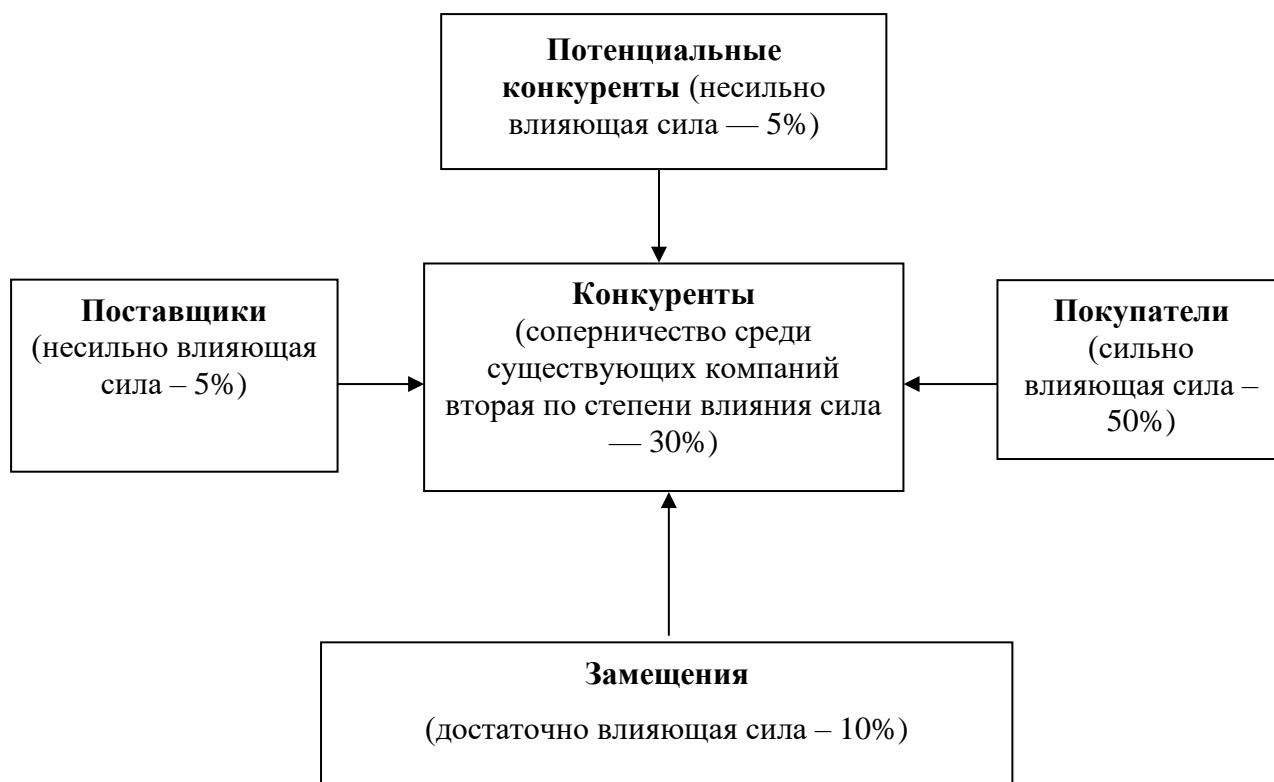 Потенциальные
конкуренты (несильно
влияющая сила — 5%)
Поставщики
(несильно влияющая
сила – 5%)
Конкуренты
(соперничество среди
существующих компаний
вторая по степени влияния сила
— 30%)
Покупатели
(сильно
влияющая сила –
50%)
Замещения
(достаточно влияющая сила – 10%)